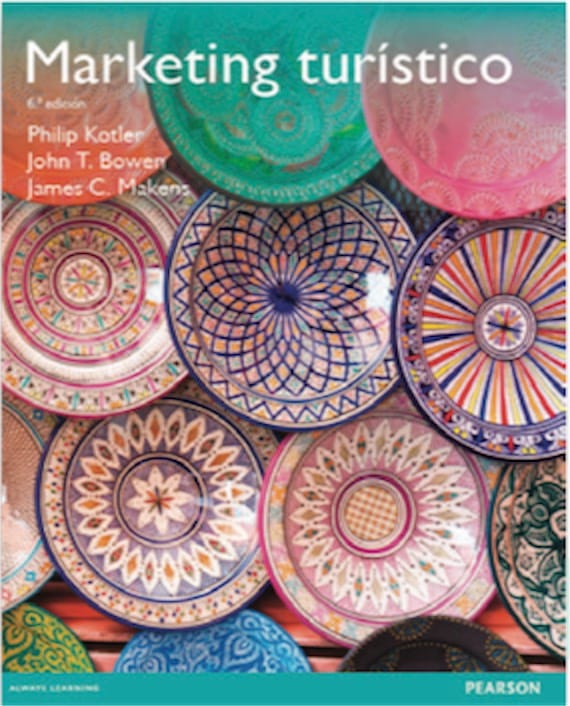 Marketing turístico
6.ª edición
Philip Kotler
John T. Bowen
James C. Makens
ALWAYS LEARNING
PEARSON